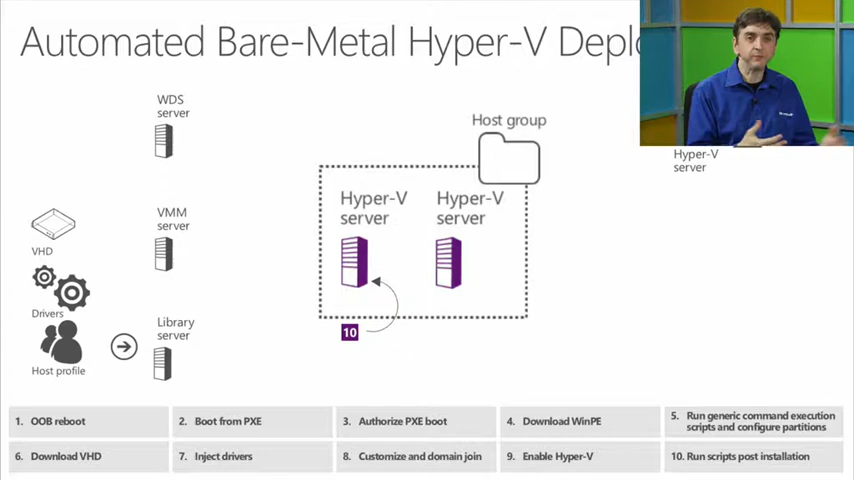 Automated Bare-Metal Hyper-V Deplo
WDS
server
Host group
Hyper-V
server
Hyper-V
server
Hyper-V
server
VMM
server
VHD
Drivers
Library
server
10
Host profile
1. OOB reboot
2. Boot from PXE
3. Authorize PXE boot
4. Download WinPE
5. Run generic command execution
scripts and configure partitions
6. Download VHD
7. Inject drivers
8. Customize and domain join
9. Enable Hyper-V
10. Run scripts post installation